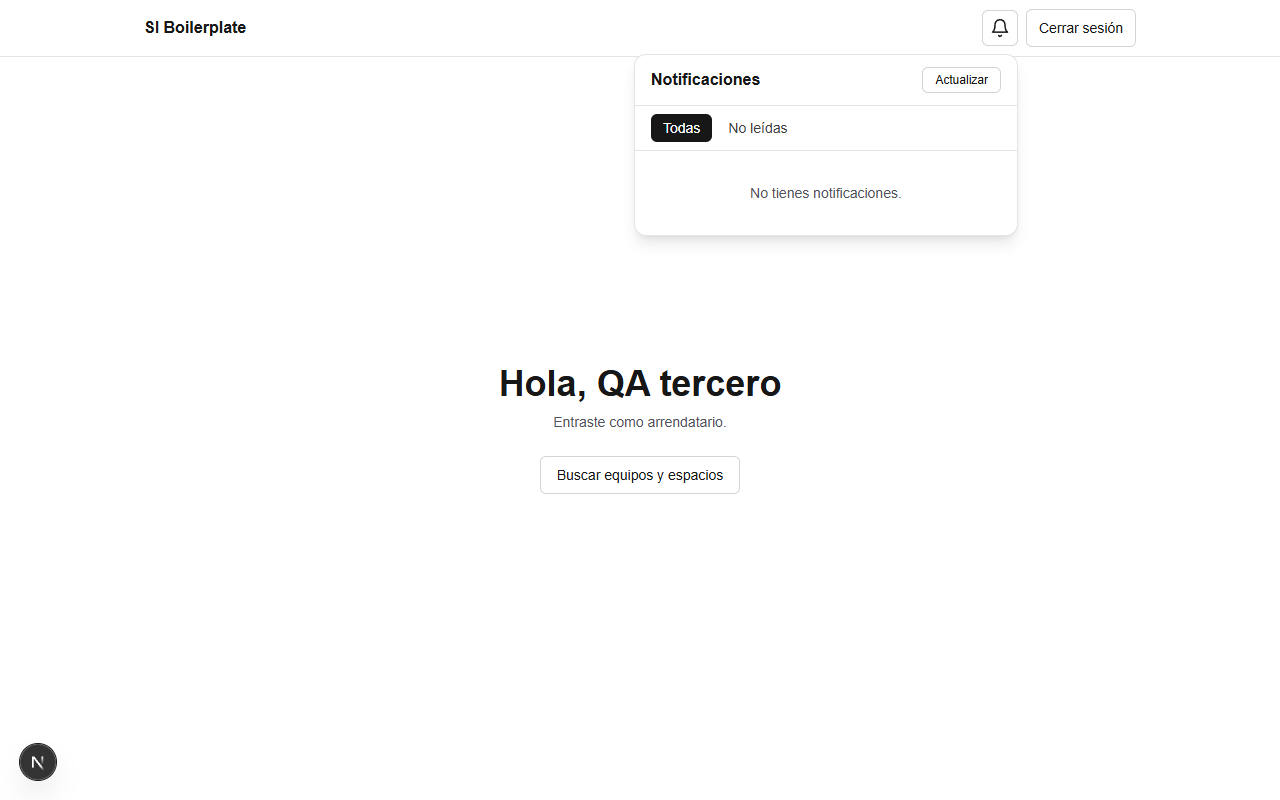 SI Boilerplate
Cerrar sesión
Notificaciones
Actualizar
Todas
No leídas
No tienes notificaciones.
Hola, QA tercero
Entraste como arrendatario.
Buscar equipos y espacios
N